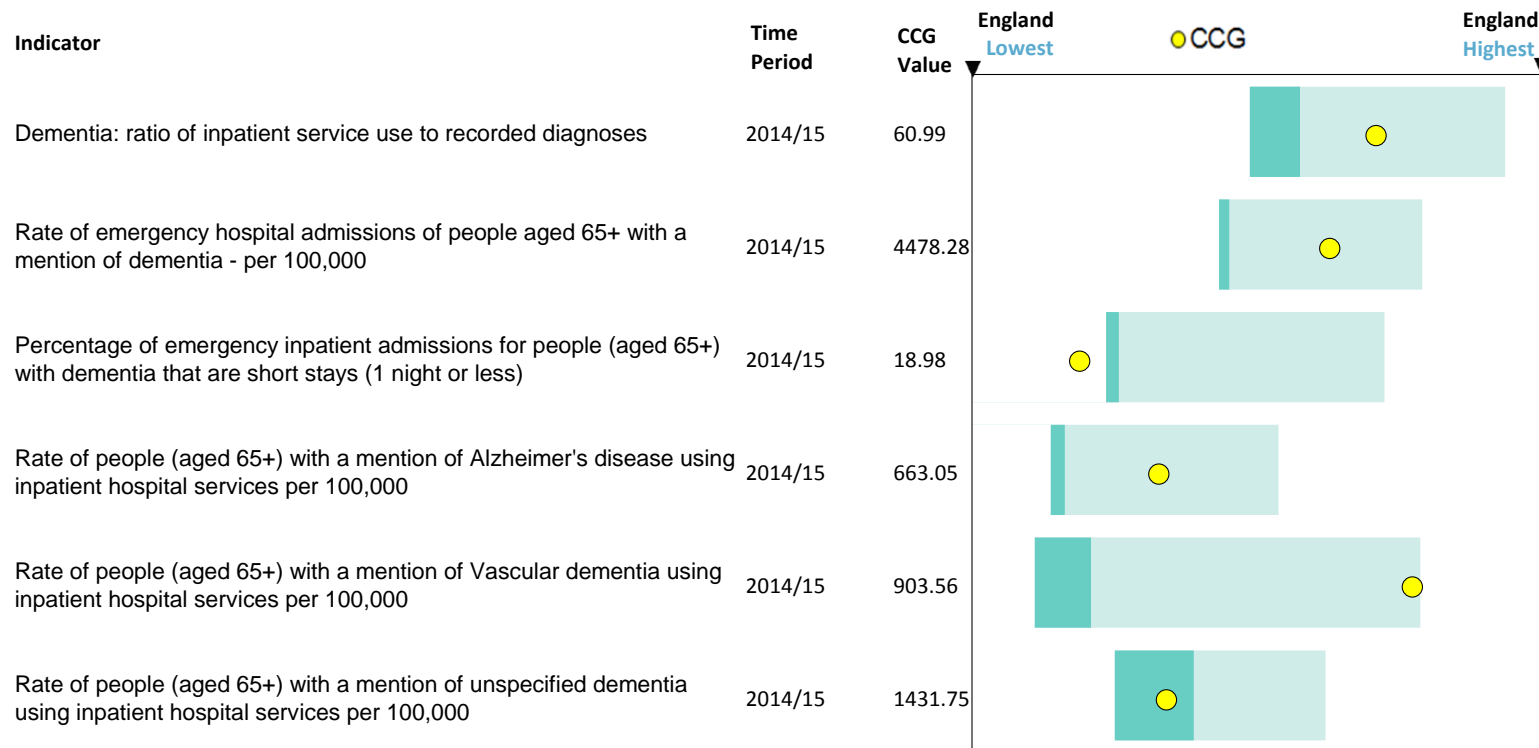 Indicator
Time
Period
CCG
Value
England
Lowest
CCG
England
Highest
Dementia: ratio of inpatient service use to recorded diagnoses
2014/15
60.99
Rate of emergency hospital admissions of people aged 65+ with a
mention of dementia - per 100,000
2014/15
4478.28
Percentage of emergency inpatient admissions for people (aged 65+)
with dementia that are short stays (1 night or less)
2014/15
18.98
Rate of people (aged 65+) with a mention of Alzheimer's disease using
inpatient hospital services per 100,000
2014/15
663.05
Rate of people (aged 65+) with a mention of Vascular dementia using
inpatient hospital services per 100,000
2014/15
903.56
Rate of people (aged 65+) with a mention of unspecified dementia
using inpatient hospital services per 100,000
2014/15
1431.75